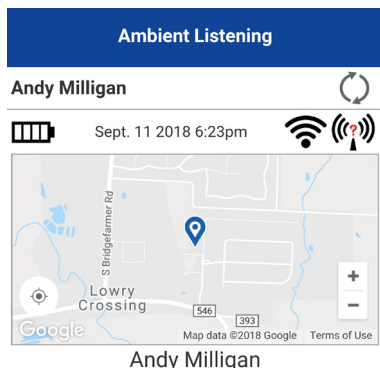 Ambient Listening
Andy Milligan
Sept. 11 2018 6:23pm
?
S Bridgefarmer Rd
Lowry
Crossing
546
393
+
−
Google
Map data ©2018 Google Terms of Use
Andy Milligan